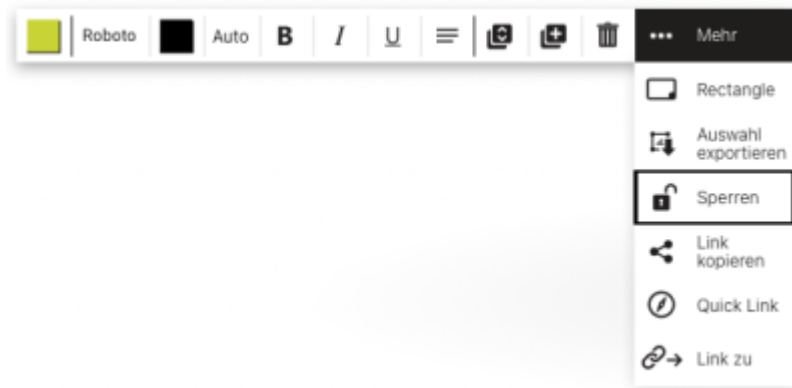 Roboto
Auto
B
I
U
Mehr
Rectangle
Auswahl
exportieren
Sperren
Link
kopieren
Quick Link
Link zu